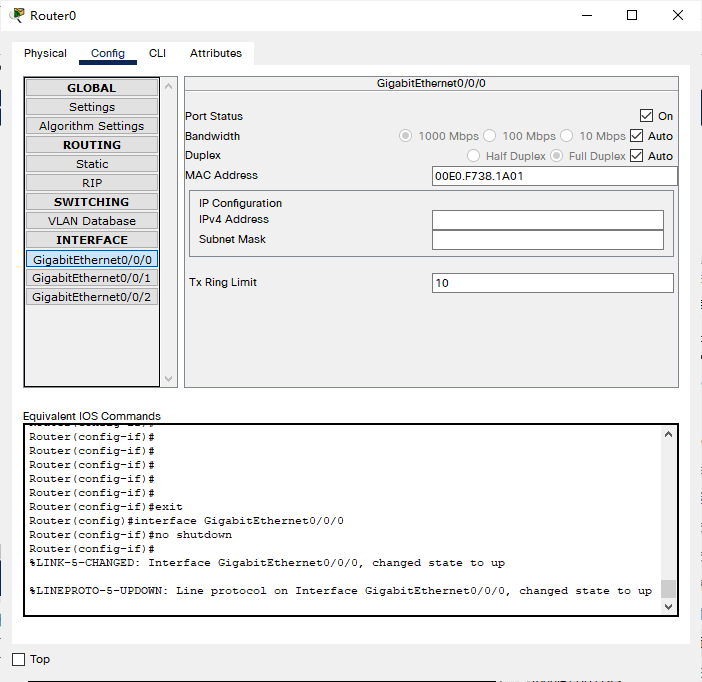 Router0
Physical Config CLI Attributes
GLOBAL
Settings
Algorithm Settings
ROUTING
Static
RIP
SWITCHING
VLAN Database
INTERFACE
GigabitEthernet0/0/0
GigabitEthernet0/0/1
GigabitEthernet0/0/2
GigabitEthernet0/0/0
Port Status On
Bandwidth 1000 Mbps 100 Mbps 10 Mbps Auto
Duplex Half Duplex Full Duplex Auto
MAC Address 00E0.F738.1A01
IP Configuration
IPv4 Address
Subnet Mask
Tx Ring Limit 10
Equivalent IOS Commands
Router(config-if)#
Router(config-if)#
Router(config-if)#
Router(config-if)#
Router(config-if)#
Router(config-if)#exit
Router(config)#interface GigabitEthernet0/0/0
Router(config-if)#no shutdown
Router(config-if)#
%LINK-5-CHANGED: Interface GigabitEthernet0/0/0, changed state to up
%LINEPROTO-5-UPDOWN: Line protocol on Interface GigabitEthernet0/0/0, changed state to up
Top